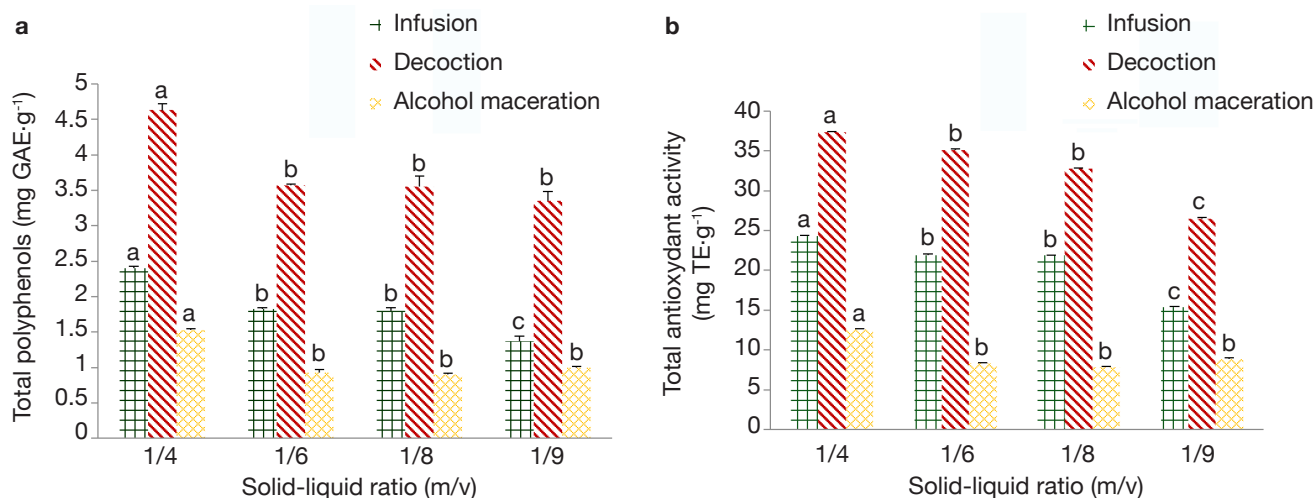 a
Infusion
Decoction
Alcohol maceration
Total polyphenols (mg GAE·g⁻¹)
5
4.5
4
3.5
3
2.5
2
1.5
1
0.5
0
a a a
b b b
b b b
c b b
1/4 1/6 1/8 1/9
Solid-liquid ratio (m/v)
b
Infusion
Decoction
Alcohol maceration
Total antioxydant activity
(mg TE·g⁻¹)
40
35
30
25
20
15
10
5
0
a a a
b b b
b b b
c c b
1/4 1/6 1/8 1/9
Solid-liquid ratio (m/v)